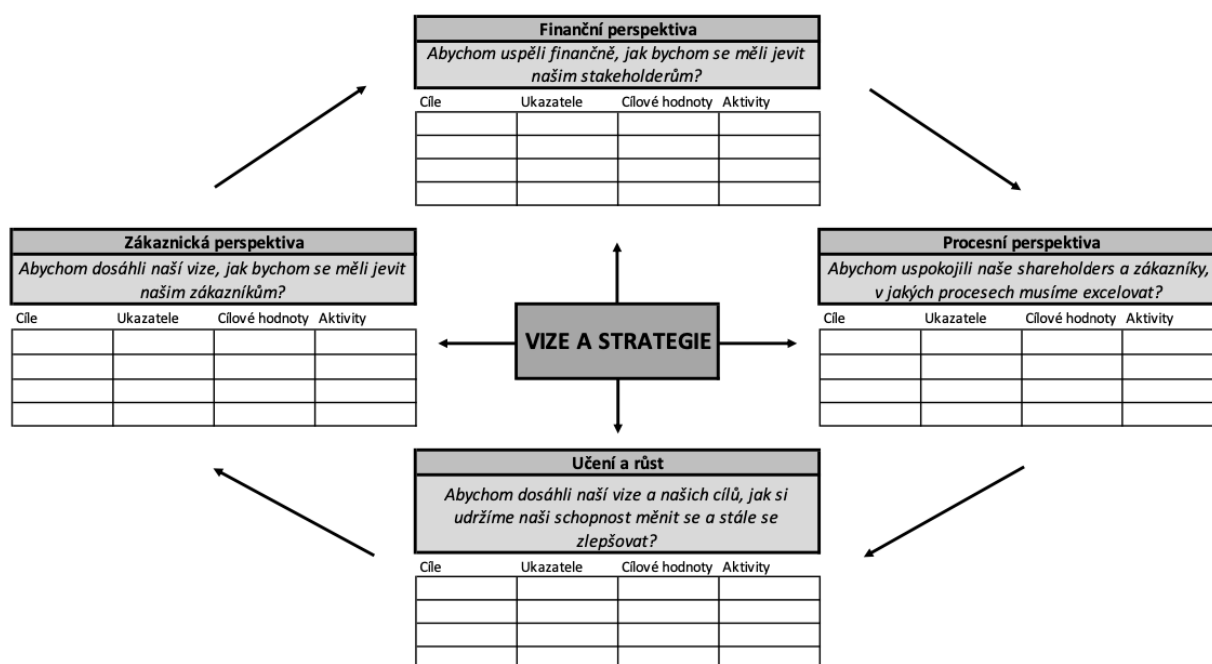 Finanční perspektiva
Abychom uspěli finančně, jak bychom se měli jevit
našim stakeholderům?
Cíle Ukazatele Cílové hodnoty Aktivity
Zákaznická perspektiva
Abychom dosáhli naší vize, jak bychom se měli jevit
našim zákazníkům?
Cíle Ukazatele Cílové hodnoty Aktivity
VIZE A STRATEGIE
Procesní perspektiva
Abychom uspokojili naše shareholders a zákazníky,
v jakých procesech musíme excelovat?
Cíle Ukazatele Cílové hodnoty Aktivity
Učení a růst
Abychom dosáhli naší vize a našich cílů, jak si
udržíme naši schopnost měnit se a stále se
zlepšovat?
Cíle Ukazatele Cílové hodnoty Aktivity